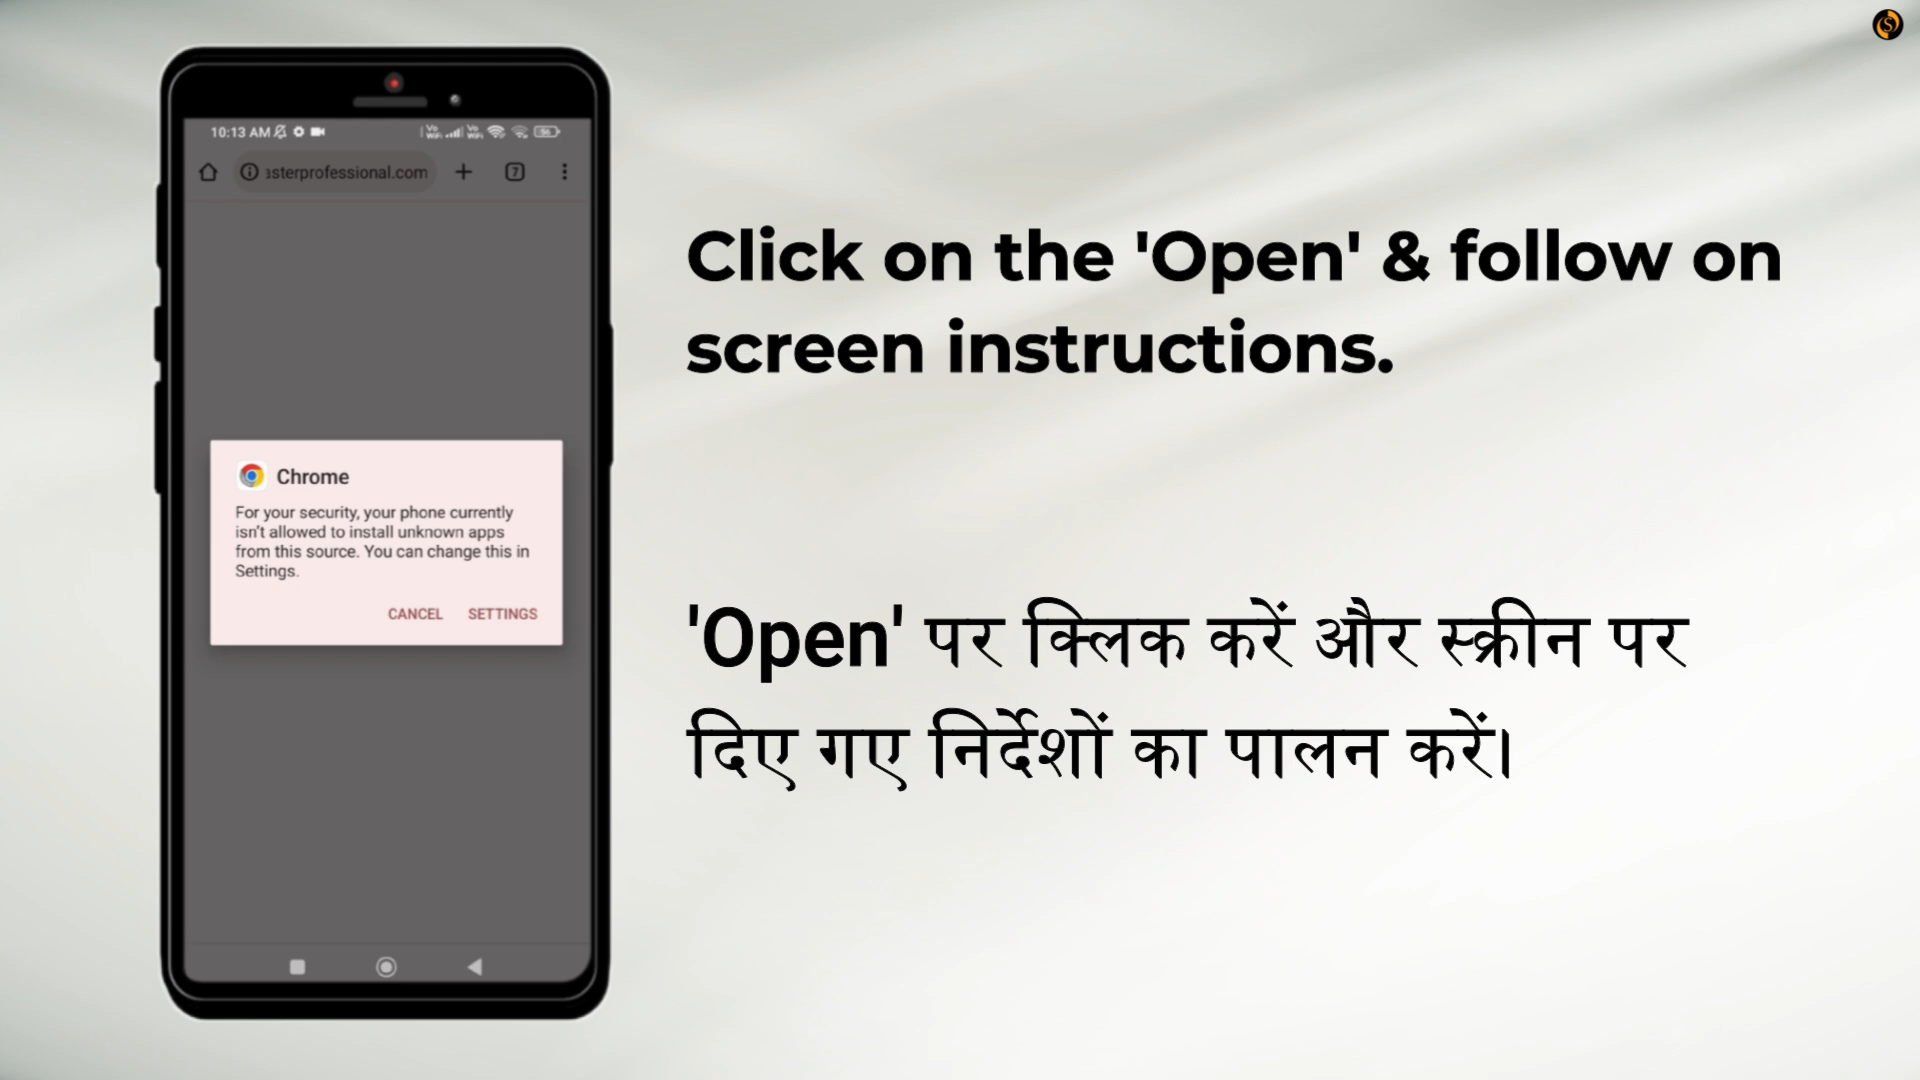 10:13 AM
asterprofessional.com
7
Chrome
For your security, your phone currently
isn't allowed to install unknown apps
from this source. You can change this in
Settings.
CANCEL SETTINGS
Click on the 'Open' & follow on
screen instructions.
'Open' पर क्लिक करें और स्क्रीन पर
दिए गए निर्देशों का पालन करें।